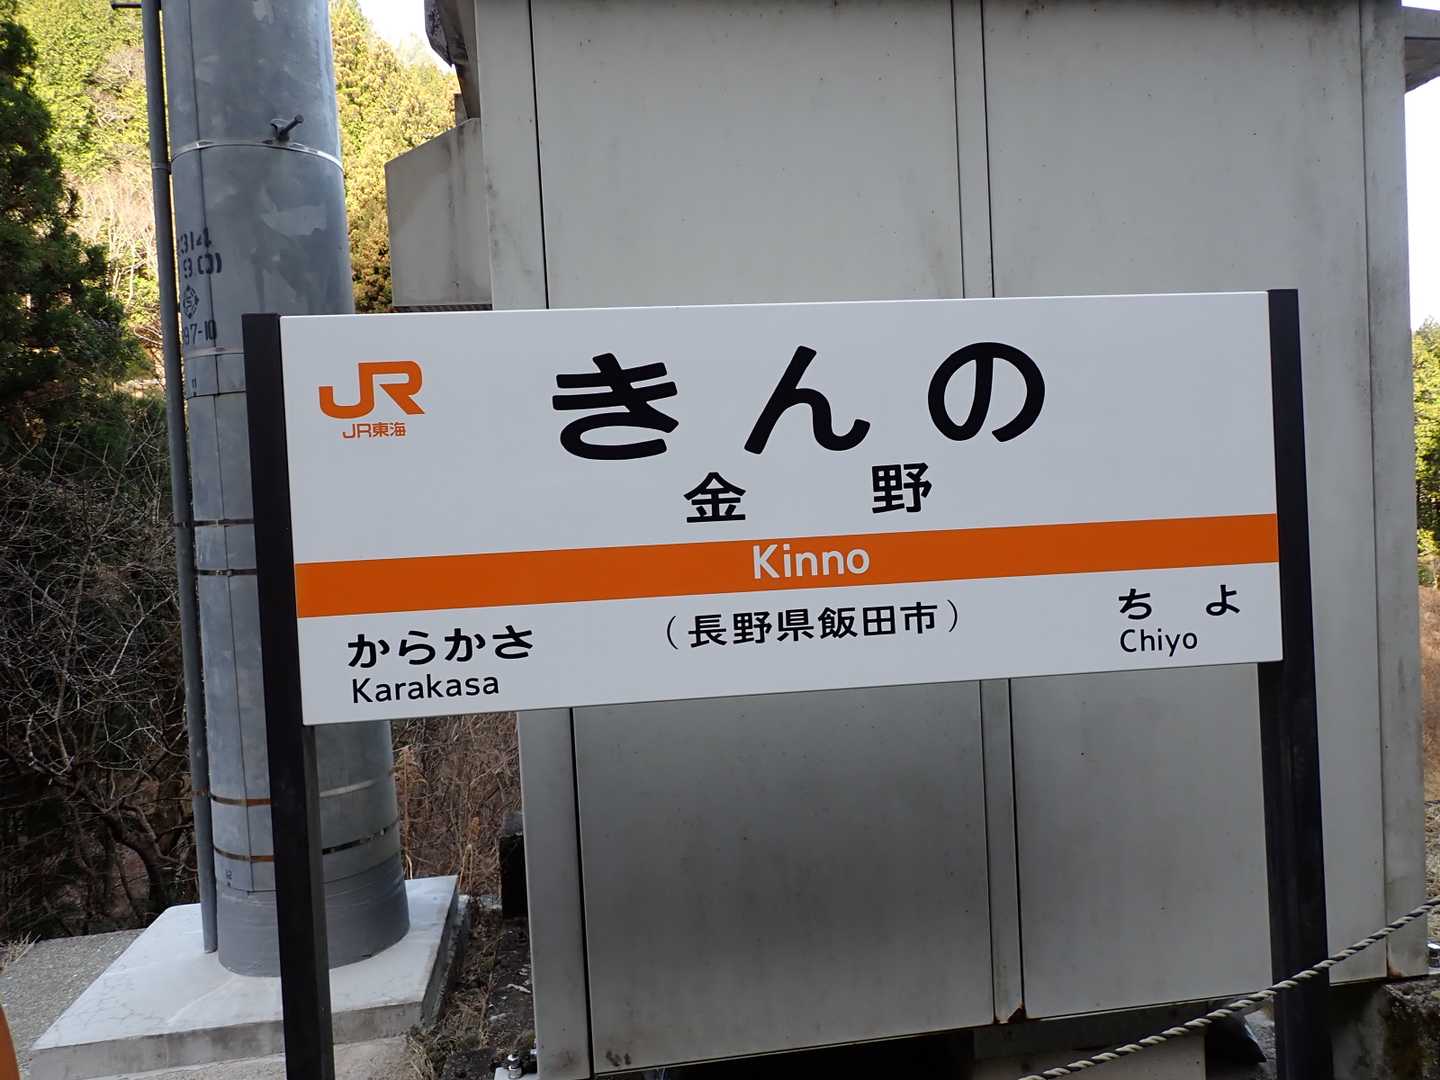 JR
JR東海
きんの
金野
Kinno
からかさ
Karakasa
（長野県飯田市）
ちよ
Chiyo